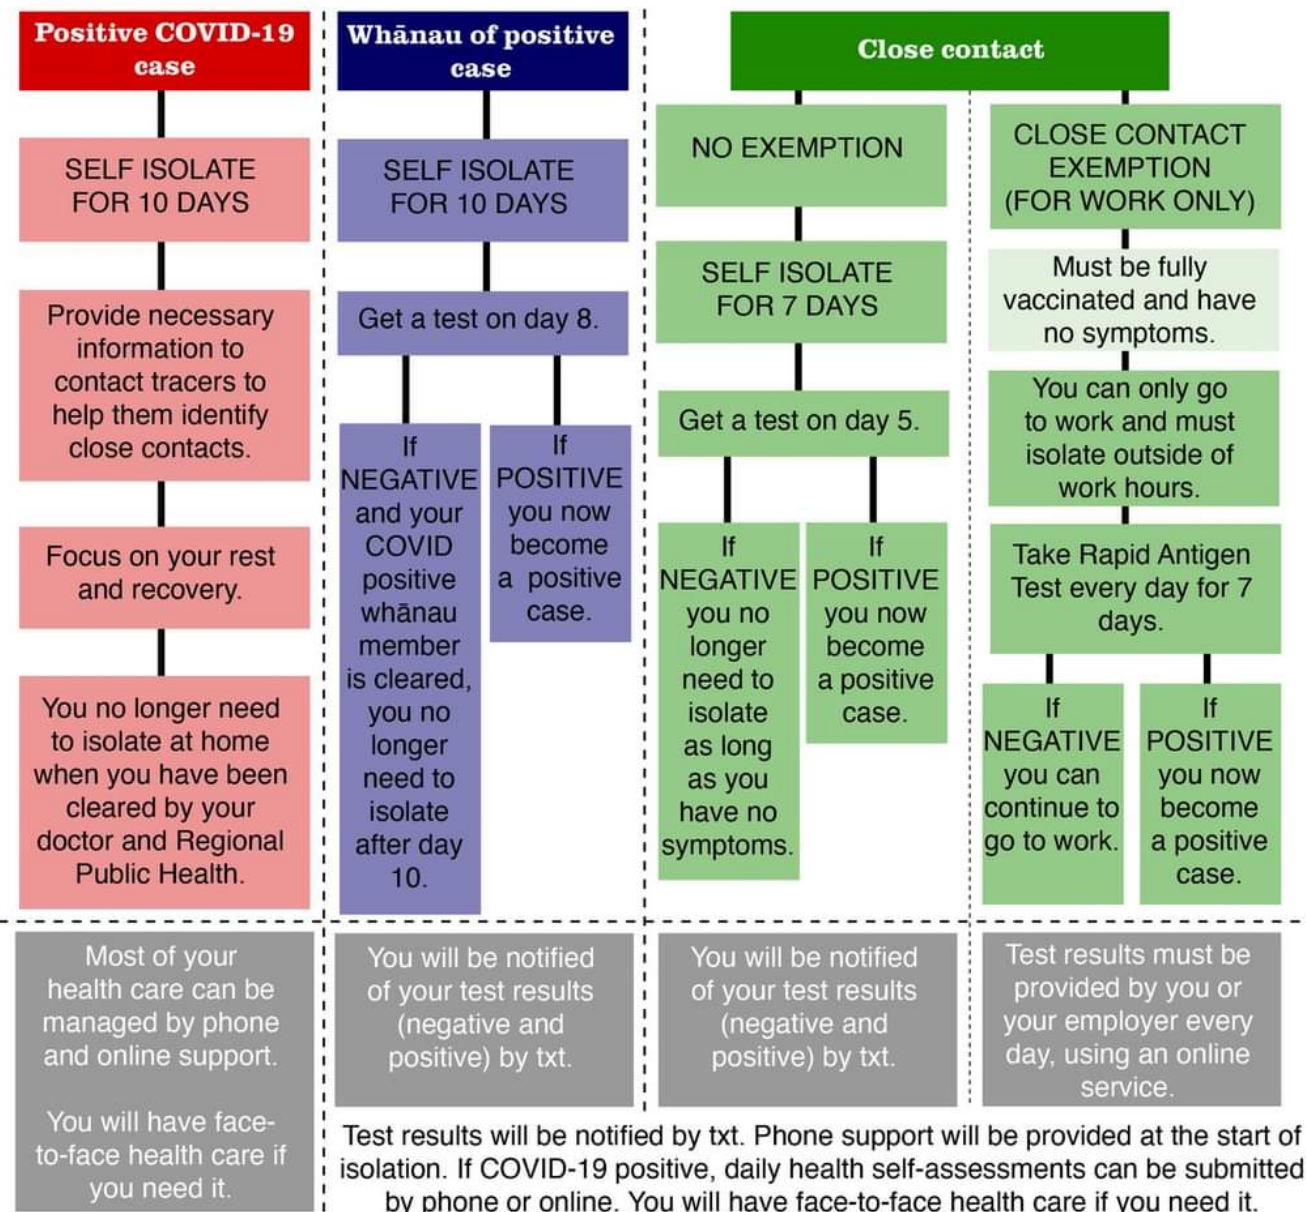 Positive COVID-19
case
SELF ISOLATE
FOR 10 DAYS
Provide necessary
information to
contact tracers to
help them identify
close contacts.
Focus on your rest
and recovery.
You no longer need
to isolate at home
when you have been
cleared by your
doctor and Regional
Public Health.
Most of your
health care can be
managed by phone
and online support.
You will have face-
to-face health care if
you need it.
Whānau of positive
case
SELF ISOLATE
FOR 10 DAYS
Get a test on day 8.
If
NEGATIVE
and your
COVID
positive
whānau
member
is cleared,
you no
longer
need to
isolate
after day
10.
If
POSITIVE
you now
become
a positive
case.
You will be notified
of your test results
(negative and
positive) by txt.
Close contact
NO EXEMPTION
SELF ISOLATE
FOR 7 DAYS
Get a test on day 5.
If
NEGATIVE
you no
longer
need to
isolate
as long
as you
have no
symptoms.
If
POSITIVE
you now
become
a positive
case.
You will be notified
of your test results
(negative and
positive) by txt.
CLOSE CONTACT
EXEMPTION
(FOR WORK ONLY)
Must be fully
vaccinated and have
no symptoms.
You can only go
to work and must
isolate outside of
work hours.
Take Rapid Antigen
Test every day for 7
days.
If
NEGATIVE
you can
continue to
go to work.
If
POSITIVE
you now
become
a positive
case.
Test results must be
provided by you or
your employer every
day, using an online
service.
Test results will be notified by txt. Phone support will be provided at the start of
isolation. If COVID-19 positive, daily health self-assessments can be submitted
by phone or online. You will have face-to-face health care if you need it.